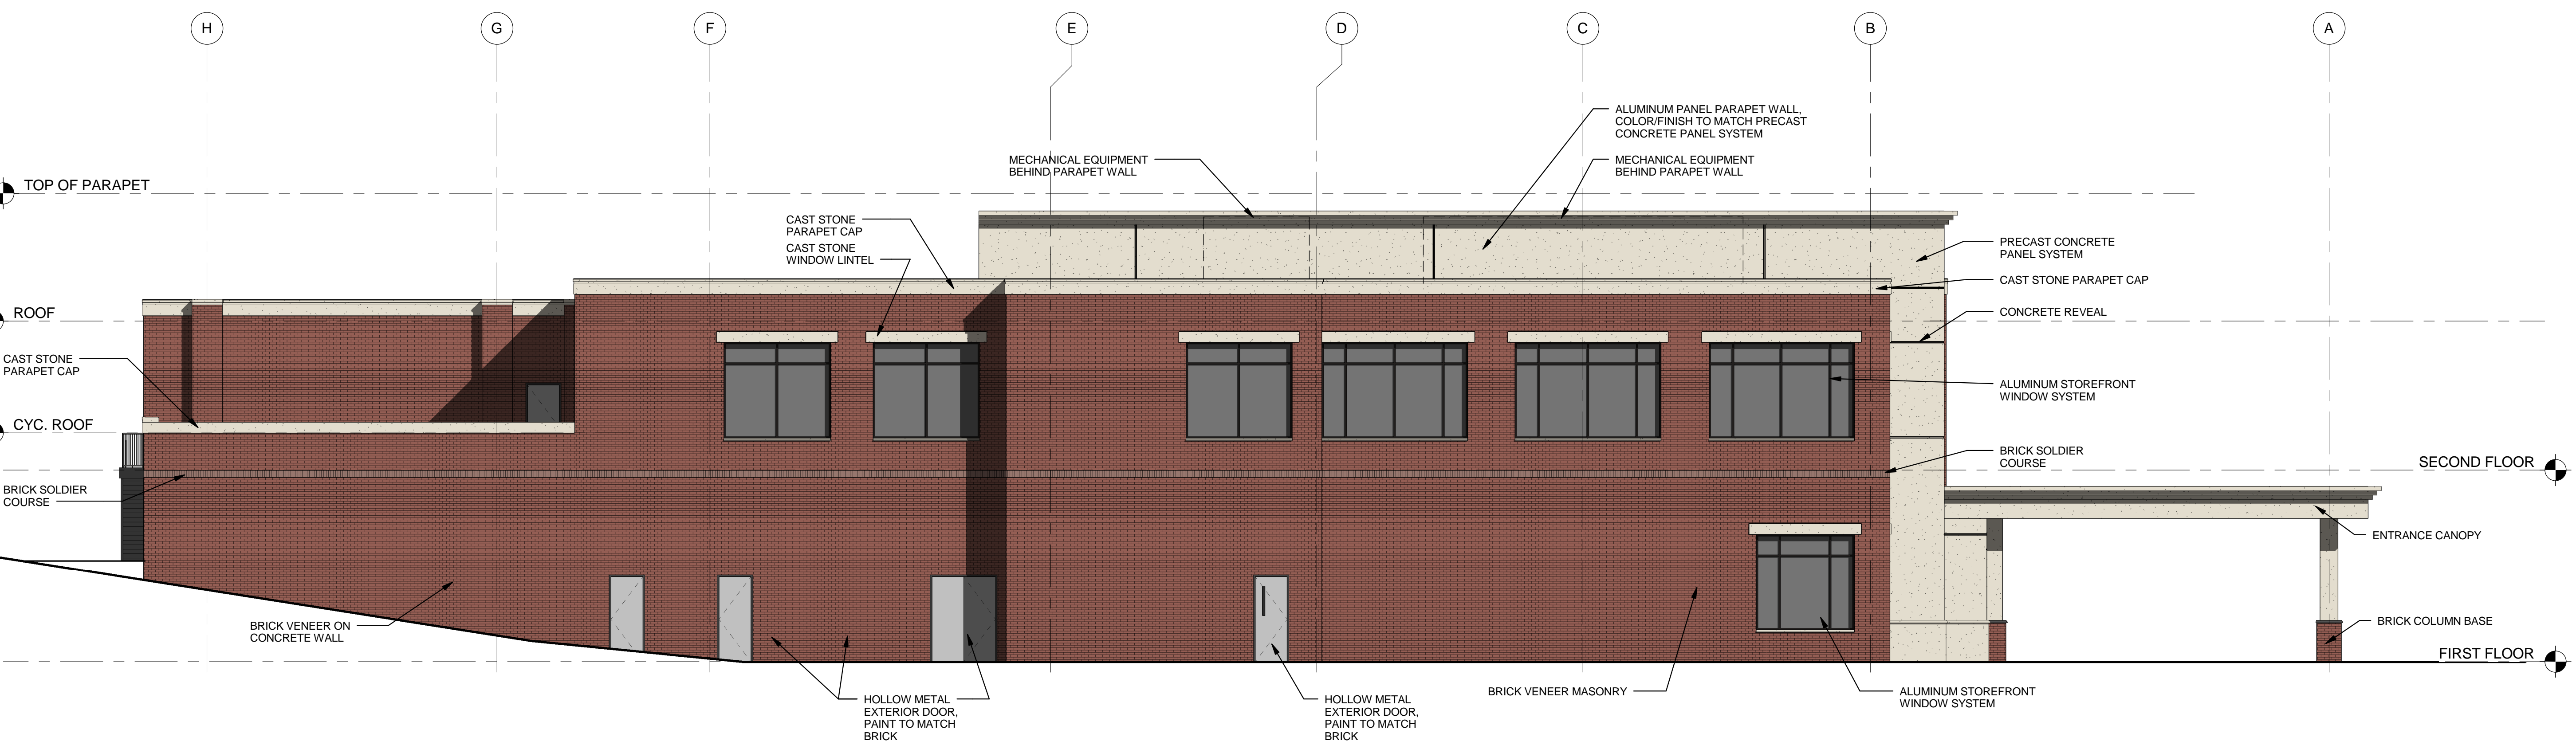 H
G
F
E
D
C
B
A
ALUMINUM PANEL PARAPET WALL,
COLOR/FINISH TO MATCH PRECAST
CONCRETE PANEL SYSTEM
MECHANICAL EQUIPMENT
BEHIND PARAPET WALL
MECHANICAL EQUIPMENT
BEHIND PARAPET WALL
TOP OF PARAPET
CAST STONE
PARAPET CAP
CAST STONE
WINDOW LINTEL
PRECAST CONCRETE
PANEL SYSTEM
CAST STONE PARAPET CAP
ROOF
CONCRETE REVEAL
CAST STONE
PARAPET CAP
ALUMINUM STOREFRONT
WINDOW SYSTEM
CYC. ROOF
BRICK SOLDIER
COURSE
SECOND FLOOR
BRICK SOLDIER
COURSE
ENTRANCE CANOPY
BRICK VENEER ON
CONCRETE WALL
BRICK COLUMN BASE
FIRST FLOOR
HOLLOW METAL
EXTERIOR DOOR,
PAINT TO MATCH
BRICK
HOLLOW METAL
EXTERIOR DOOR,
PAINT TO MATCH
BRICK
BRICK VENEER MASONRY
ALUMINUM STOREFRONT
WINDOW SYSTEM